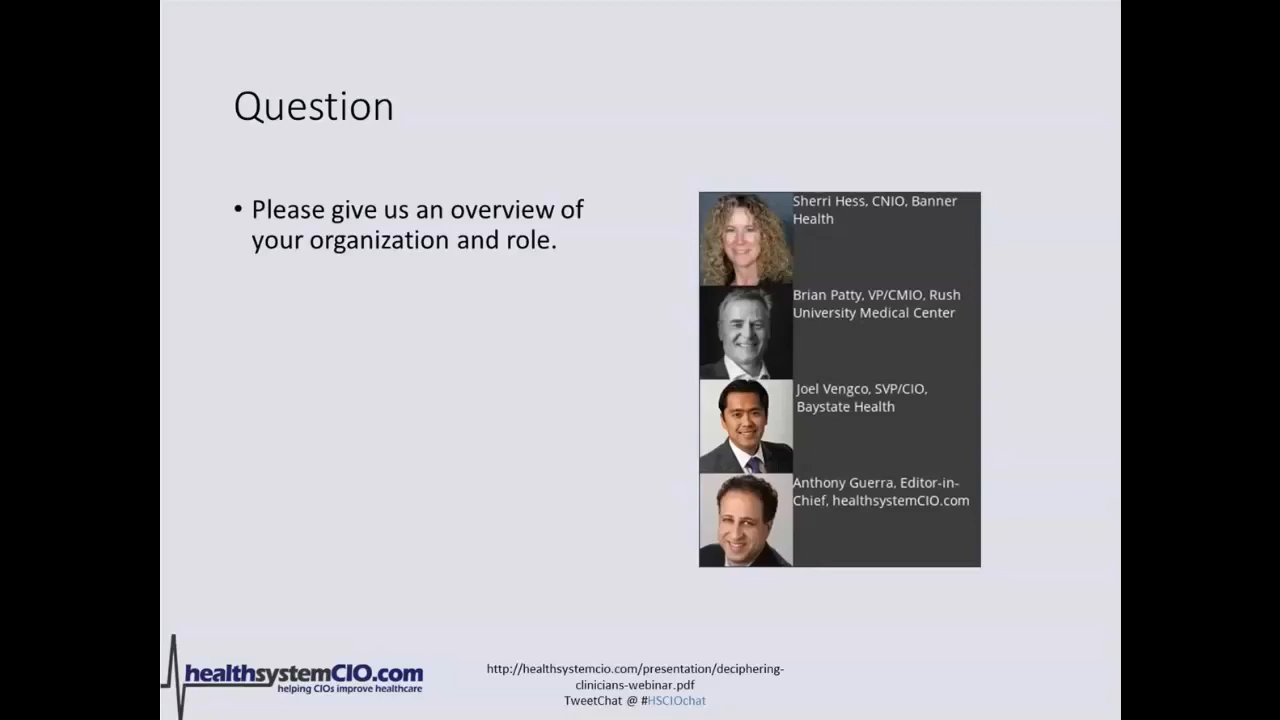 Question
• Please give us an overview of
your organization and role.
Sherri Hess, CNIO, Banner
Health
Brian Patty, VP/CMIO, Rush
University Medical Center
Joel Vengco, SVP/CIO,
Baystate Health
Anthony Guerra, Editor-in-
Chief, healthsystemCIO.com
healthsystemCIO.com
helping CIOs improve healthcare
http://healthsystemcio.com/presentation/deciphering-
clinicians-webinar.pdf
TweetChat @ #HSCIOchat